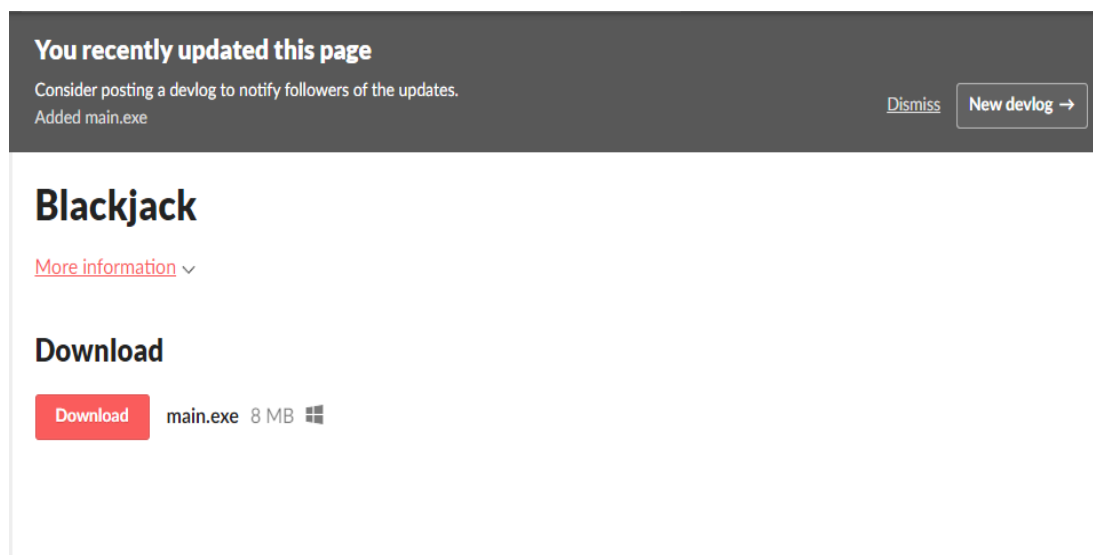 You recently updated this page
Consider posting a devlog to notify followers of the updates.
Added main.exe
Dismiss
New devlog →
Blackjack
More information
Download
Download main.exe 8 MB